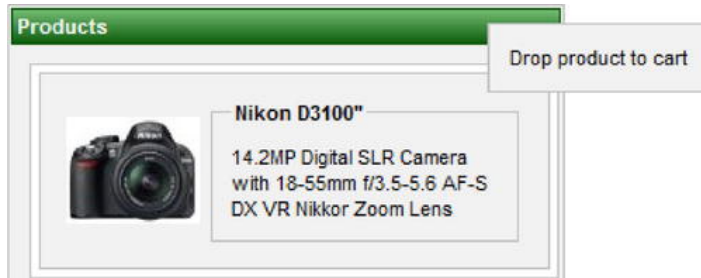 Products
Drop product to cart
Nikon D3100"
14.2MP Digital SLR Camera
with 18-55mm f/3.5-5.6 AF-S
DX VR Nikkor Zoom Lens
Nikon